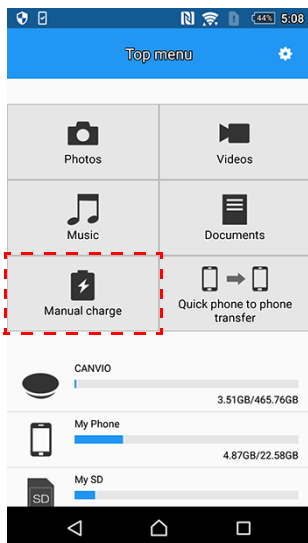 44% 5:08
Top menu
Photos
Videos
Music
Documents
Manual charge
Quick phone to phone
transfer
CANVIO
3.51GB/465.76GB
My Phone
4.87GB/22.58GB
My SD
SD